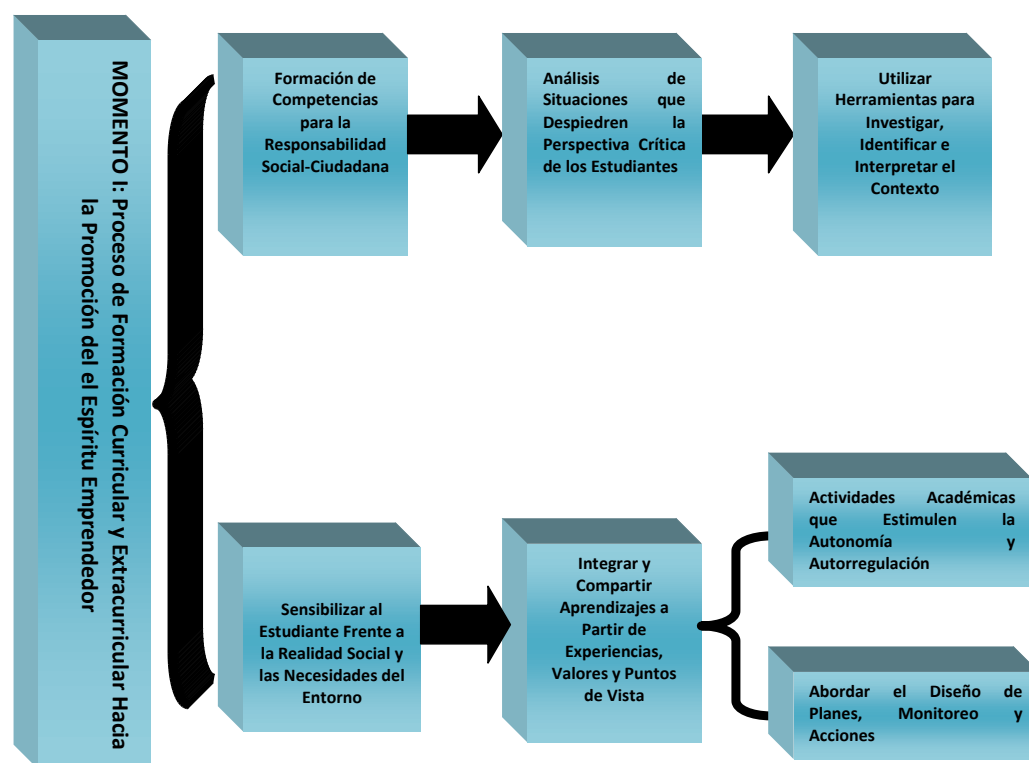 MOMENTO I: Proceso de Formación Curricular y Extracurricular Hacia
la Promoción del el Espíritu Emprendedor
Formación de
Competencias
para la
Responsabilidad
Social-Ciudadana
Análisis de
Situaciones que
Despiedren la
Perspectiva Crítica
de los Estudiantes
Utilizar
Herramientas para
Investigar,
Identificar e
Interpretar el
Contexto
Sensibilizar al
Estudiante Frente a
la Realidad Social y
las Necesidades del
Entorno
Integrar y
Compartir
Aprendizajes a
Partir de
Experiencias,
Valores y Puntos
de Vista
Actividades Académicas
que Estimulen la
Autonomía y
Autorregulación
Abordar el Diseño de
Planes, Monitoreo y
Acciones